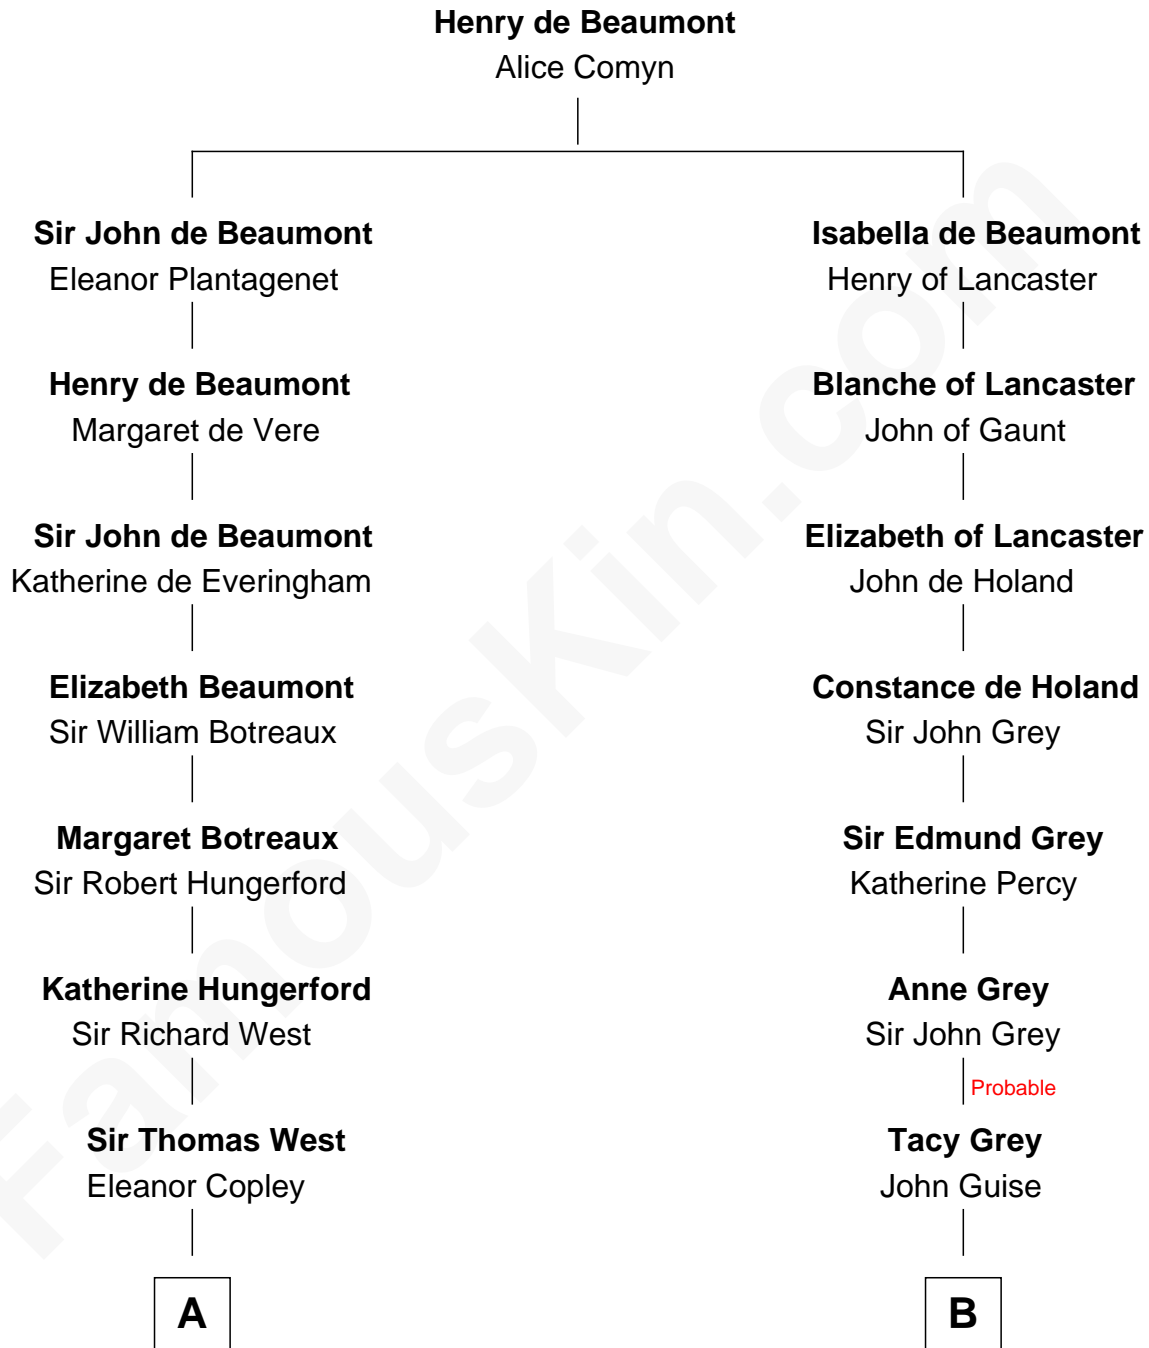 Henry de Beaumont
Alice Comyn
Sir John de Beaumont
Eleanor Plantagenet
Henry de Beaumont
Margaret de Vere
Sir John de Beaumont
Katherine de Everingham
Elizabeth Beaumont
Sir William Botreaux
Margaret Botreaux
Sir Robert Hungerford
Katherine Hungerford
Sir Richard West
Sir Thomas West
Eleanor Copley
A
Isabella de Beaumont
Henry of Lancaster
Blanche of Lancaster
John of Gaunt
Elizabeth of Lancaster
John de Holand
Constance de Holand
Sir John Grey
Sir Edmund Grey
Katherine Percy
Anne Grey
Sir John Grey
Probable
Tacy Grey
John Guise
B
FamousKin.com